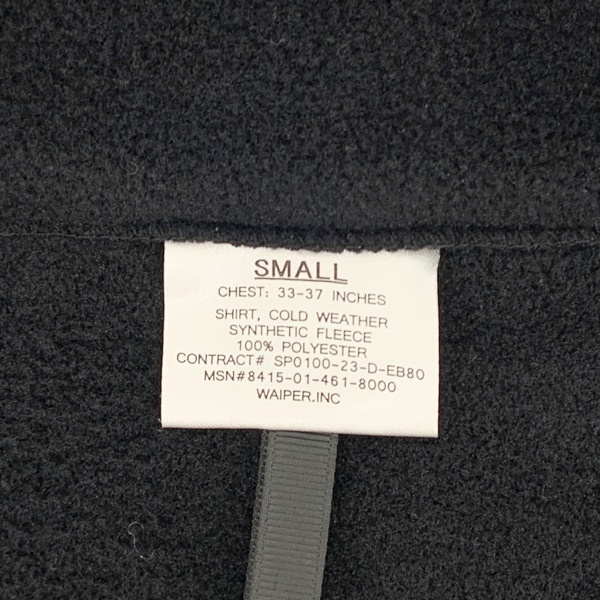 SMALL
CHEST: 33-37 INCHES
SHIRT, COLD WEATHER
SYNTHETIC FLEECE
100% POLYESTER
CONTRACT# SP0100-23-D-EB80
MSN#8415-01-461-8000
WAIPER.INC